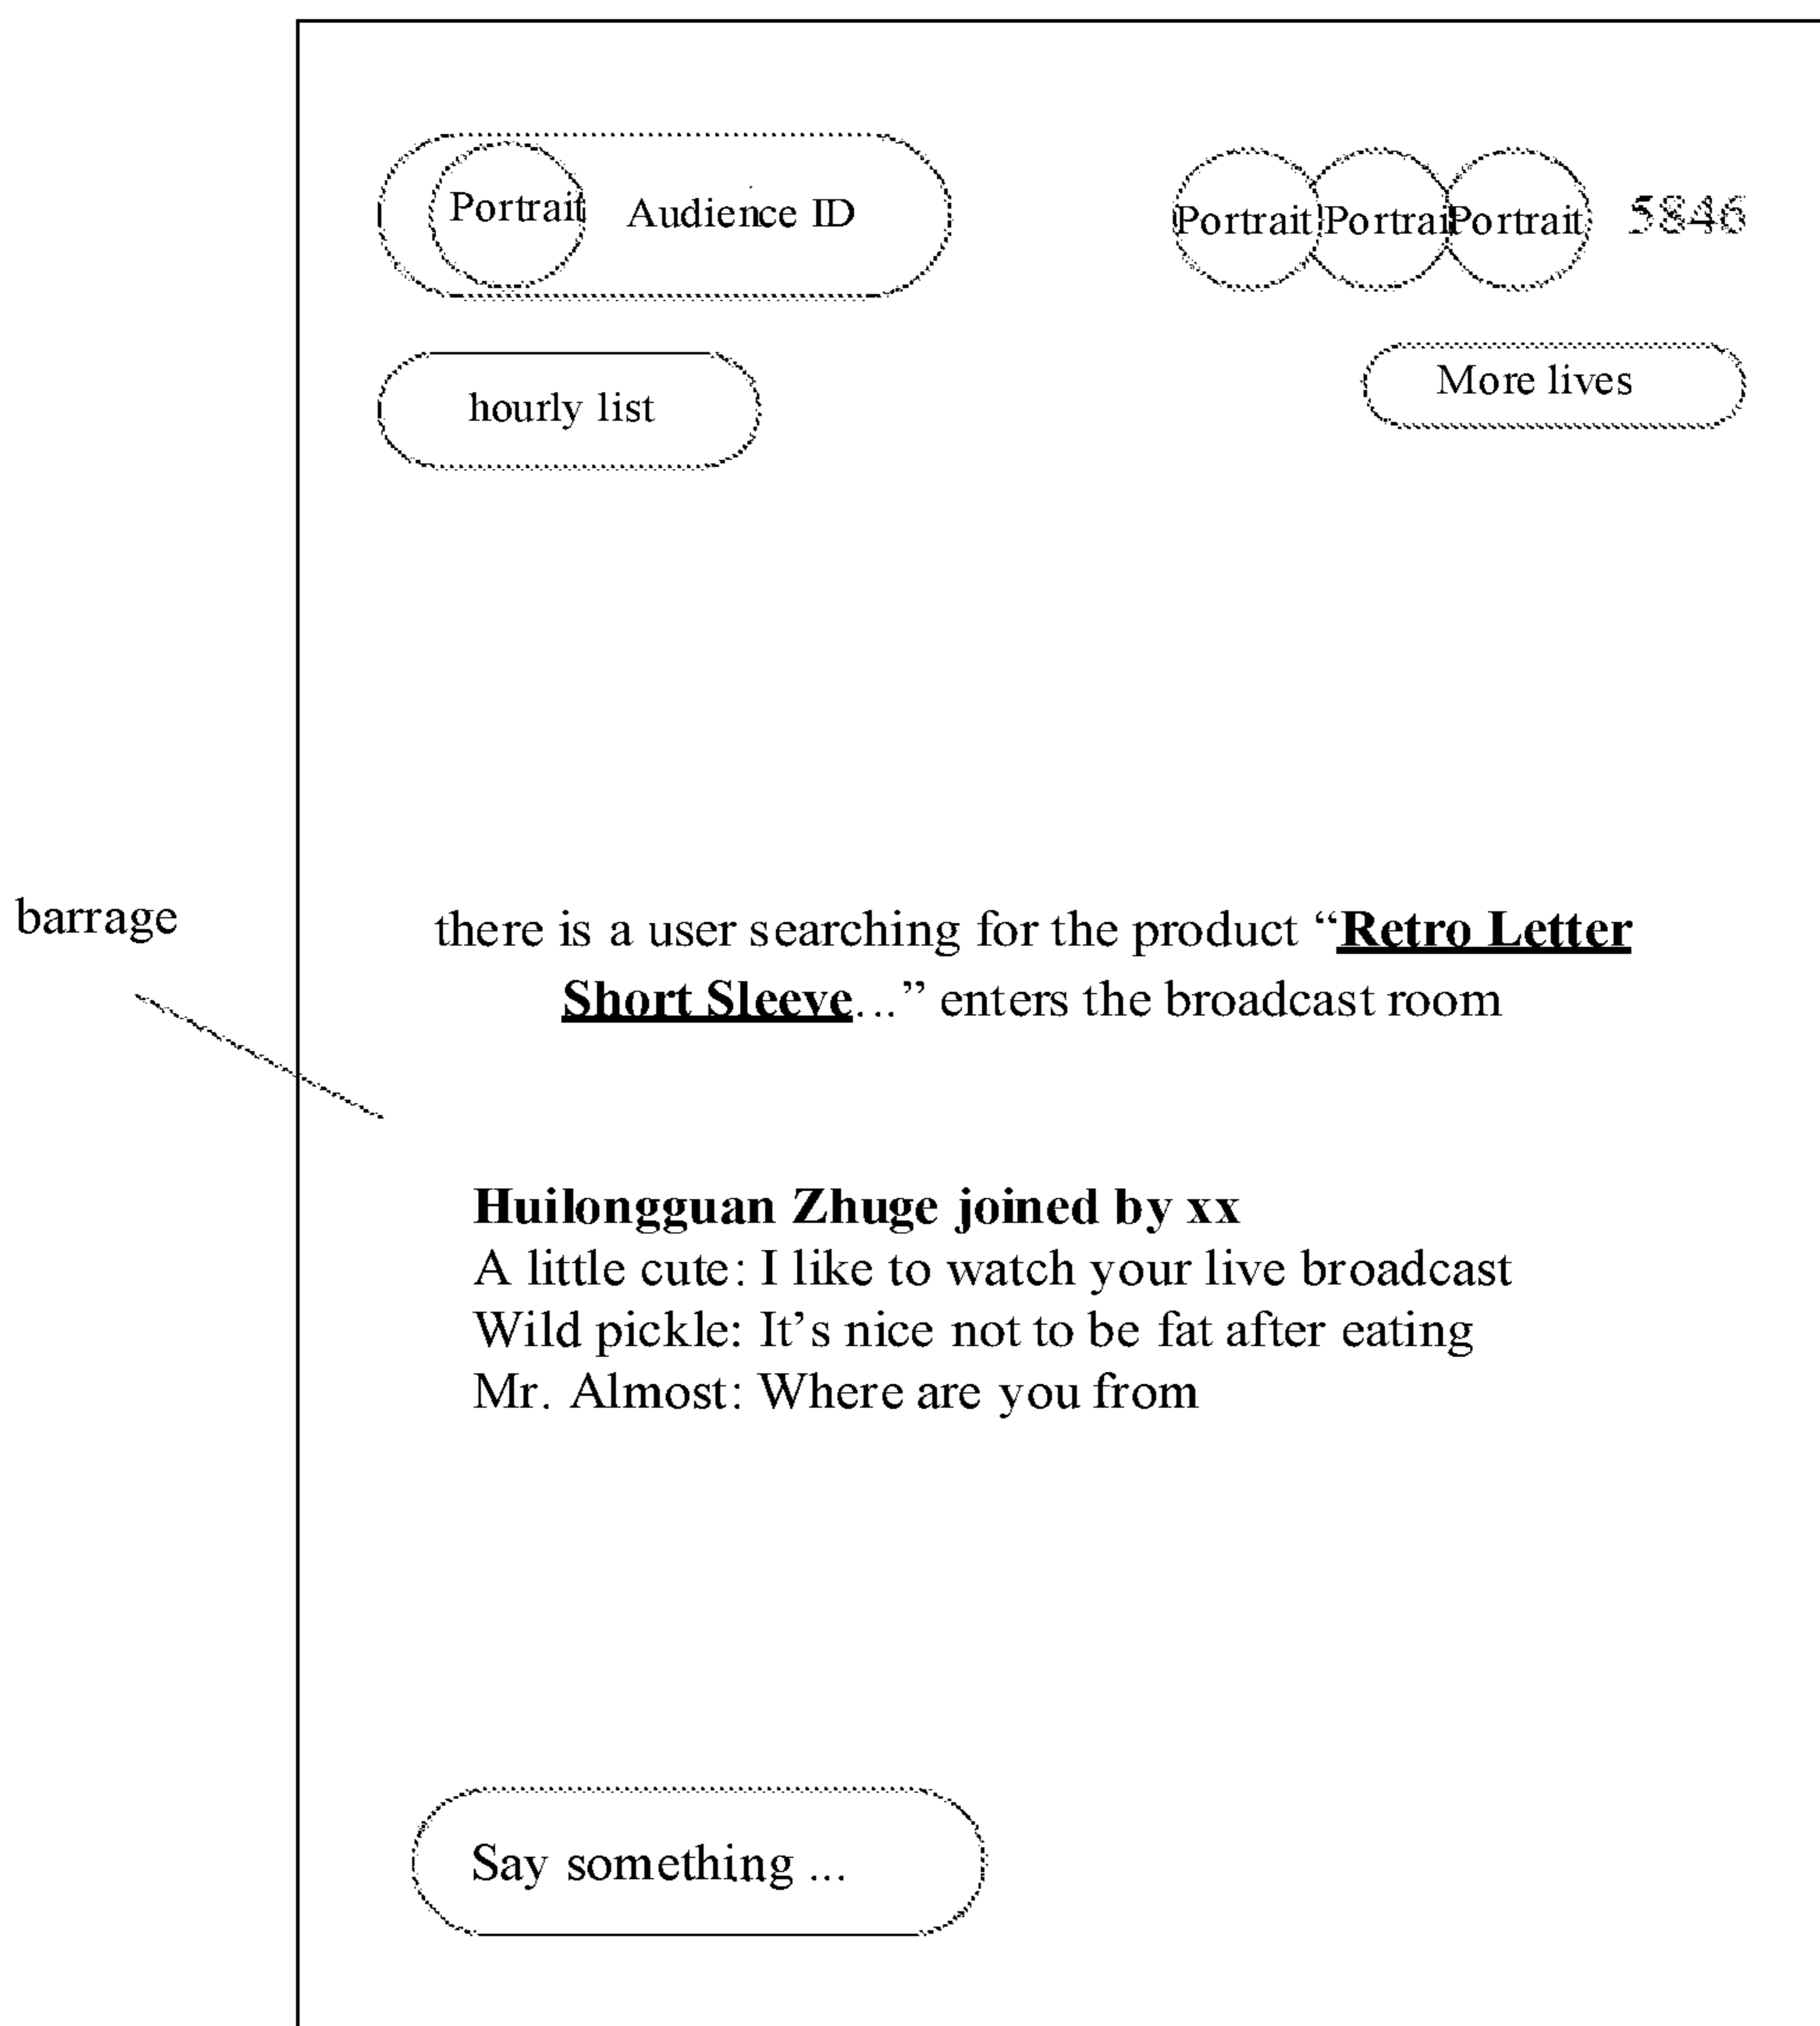 Portrait Audience ID
Portrait Portrait Portrait 5846
hourly list
More lives
barrage
there is a user searching for the product “Retro Letter
Short Sleeve...” enters the broadcast room
Huilongguan Zhuge joined by xx
A little cute: I like to watch your live broadcast
Wild pickle: It’s nice not to be fat after eating
Mr. Almost: Where are you from
Say something ...